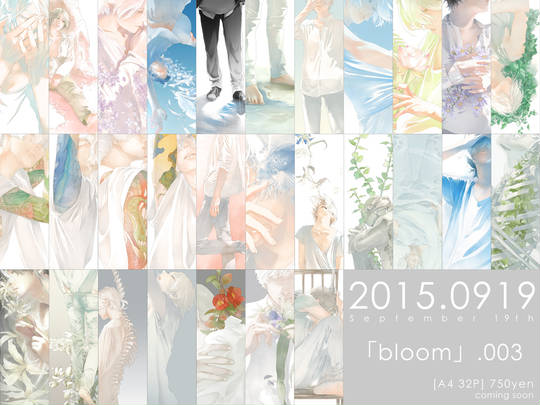 2015.0919
September 19th
「bloom」.003
[A4 32P] 750yen
coming soon